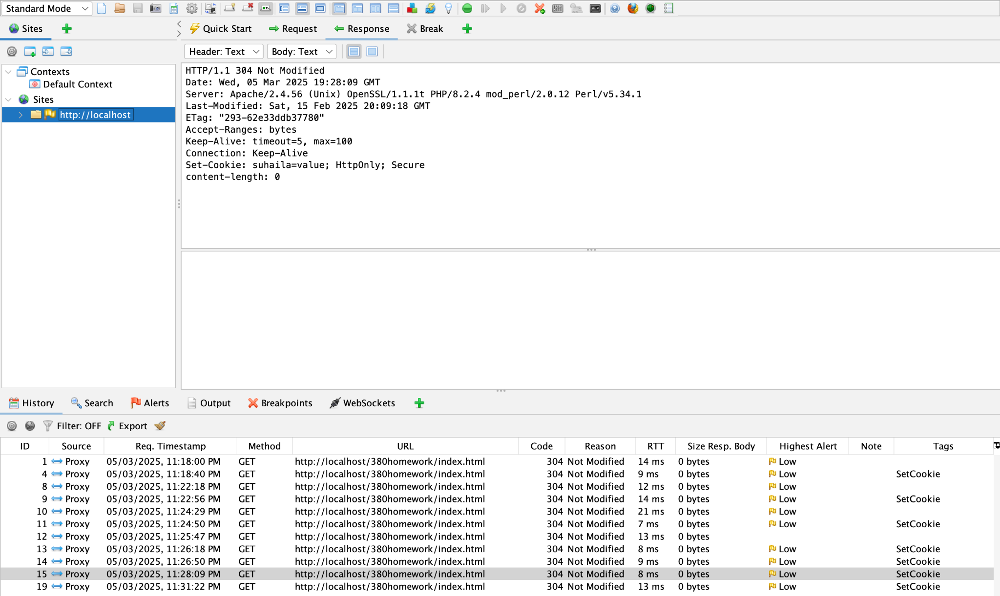 Standard Mode
Sites
Quick Start Request Response Break
Header: Text Body: Text
Contexts
Default Context
Sites
http://localhost
HTTP/1.1 304 Not Modified
Date: Wed, 05 Mar 2025 19:28:09 GMT
Server: Apache/2.4.56 (Unix) OpenSSL/1.1.1t PHP/8.2.4 mod_perl/2.0.12 Perl/v5.34.1
Last-Modified: Sat, 15 Feb 2025 20:09:18 GMT
ETag: "293-62e33ddb37780"
Accept-Ranges: bytes
Keep-Alive: timeout=5, max=100
Connection: Keep-Alive
Set-Cookie: suhaila=value; HttpOnly; Secure
content-length: 0
History Search Alerts Output Breakpoints WebSockets
Filter: OFF Export
ID Source Req. Timestamp Method URL Code Reason RTT Size Resp. Body Highest Alert Note Tags
1 Proxy 05/03/2025, 11:18:00 PM GET http://localhost/380homework/index.html 304 Not Modified 14 ms 0 bytes Low
4 Proxy 05/03/2025, 11:18:40 PM GET http://localhost/380homework/index.html 304 Not Modified 9 ms 0 bytes Low SetCookie
8 Proxy 05/03/2025, 11:22:18 PM GET http://localhost/380homework/index.html 304 Not Modified 12 ms 0 bytes Low
9 Proxy 05/03/2025, 11:22:56 PM GET http://localhost/380homework/index.html 304 Not Modified 14 ms 0 bytes Low SetCookie
10 Proxy 05/03/2025, 11:24:29 PM GET http://localhost/380homework/index.html 304 Not Modified 21 ms 0 bytes Low
11 Proxy 05/03/2025, 11:24:50 PM GET http://localhost/380homework/index.html 304 Not Modified 7 ms 0 bytes Low SetCookie
12 Proxy 05/03/2025, 11:25:47 PM GET http://localhost/380homework/index.html 304 Not Modified 13 ms 0 bytes
13 Proxy 05/03/2025, 11:26:18 PM GET http://localhost/380homework/index.html 304 Not Modified 8 ms 0 bytes Low SetCookie
14 Proxy 05/03/2025, 11:26:50 PM GET http://localhost/380homework/index.html 304 Not Modified 9 ms 0 bytes Low SetCookie
15 Proxy 05/03/2025, 11:28:09 PM GET http://localhost/380homework/index.html 304 Not Modified 8 ms 0 bytes Low SetCookie
19 Proxy 05/03/2025, 11:31:22 PM GET http://localhost/380homework/index.html 304 Not Modified 13 ms 0 bytes Low SetCookie